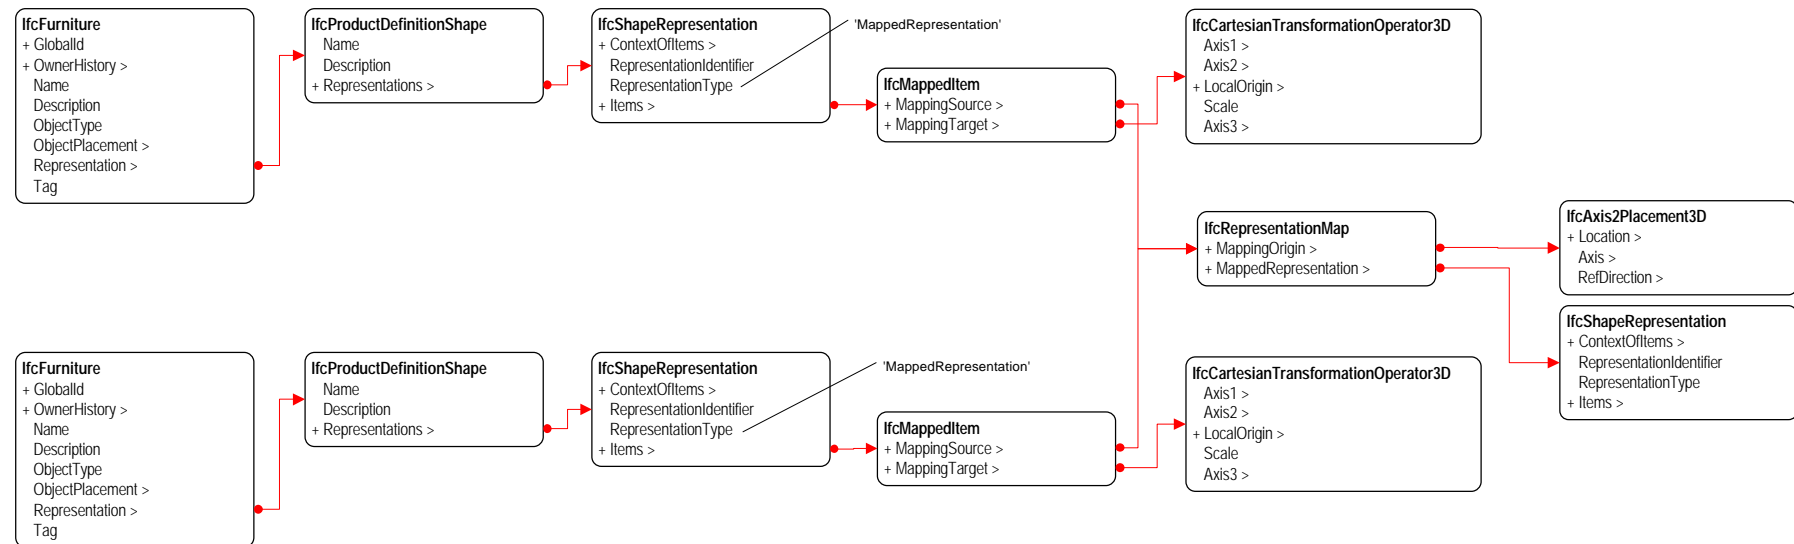 IfcFurniture
+ GlobalId
+ OwnerHistory >
Name
Description
ObjectType
ObjectPlacement >
Representation >
Tag
IfcProductDefinitionShape
Name
Description
+ Representations >
IfcShapeRepresentation
+ ContextOfItems >
RepresentationIdentifier
RepresentationType
+ Items >
'MappedRepresentation'
IfcMappedItem
+ MappingSource >
+ MappingTarget >
IfcCartesianTransformationOperator3D
Axis1 >
Axis2 >
+ LocalOrigin >
Scale
Axis3 >
IfcRepresentationMap
+ MappingOrigin >
+ MappedRepresentation >
IfcAxis2Placement3D
+ Location >
Axis >
RefDirection >
IfcShapeRepresentation
+ ContextOfItems >
RepresentationIdentifier
RepresentationType
+ Items >
IfcFurniture
+ GlobalId
+ OwnerHistory >
Name
Description
ObjectType
ObjectPlacement >
Representation >
Tag
IfcProductDefinitionShape
Name
Description
+ Representations >
IfcShapeRepresentation
+ ContextOfItems >
RepresentationIdentifier
RepresentationType
+ Items >
'MappedRepresentation'
IfcMappedItem
+ MappingSource >
+ MappingTarget >
IfcCartesianTransformationOperator3D
Axis1 >
Axis2 >
+ LocalOrigin >
Scale
Axis3 >